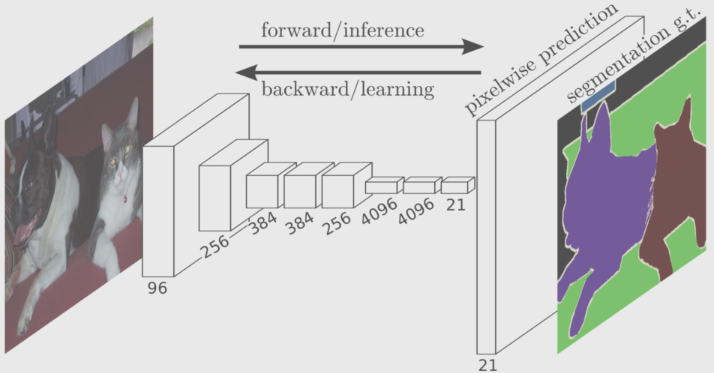 forward/inference
backward/learning
pixelwise prediction
segmentation g.t.
96
256
384
384
256
4096
4096
21
21